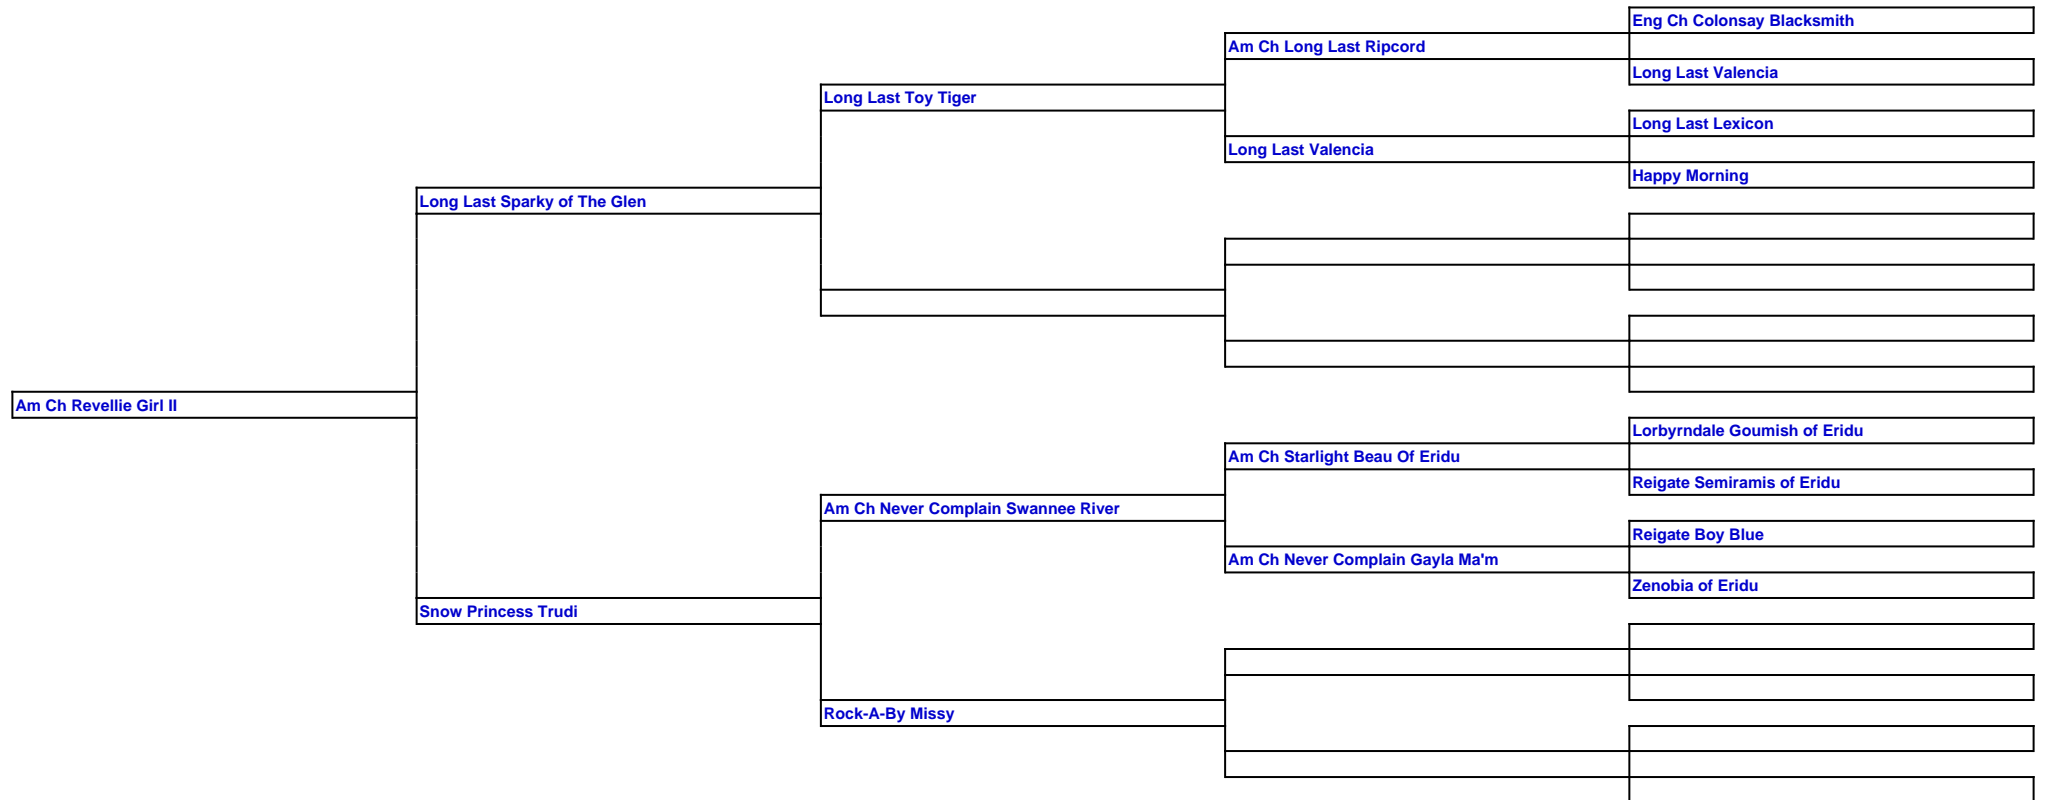 Eng Ch Colonsay Blacksmith
Am Ch Long Last Ripcord
Long Last Valencia
Long Last Toy Tiger
Long Last Lexicon
Long Last Valencia
Happy Morning
Long Last Sparky of The Glen
Am Ch Revellie Girl II
Lorbyrndale Goumish of Eridu
Am Ch Starlight Beau Of Eridu
Reigate Semiramis of Eridu
Am Ch Never Complain Swannee River
Reigate Boy Blue
Am Ch Never Complain Gayla Ma'm
Zenobia of Eridu
Snow Princess Trudi
Rock-A-By Missy